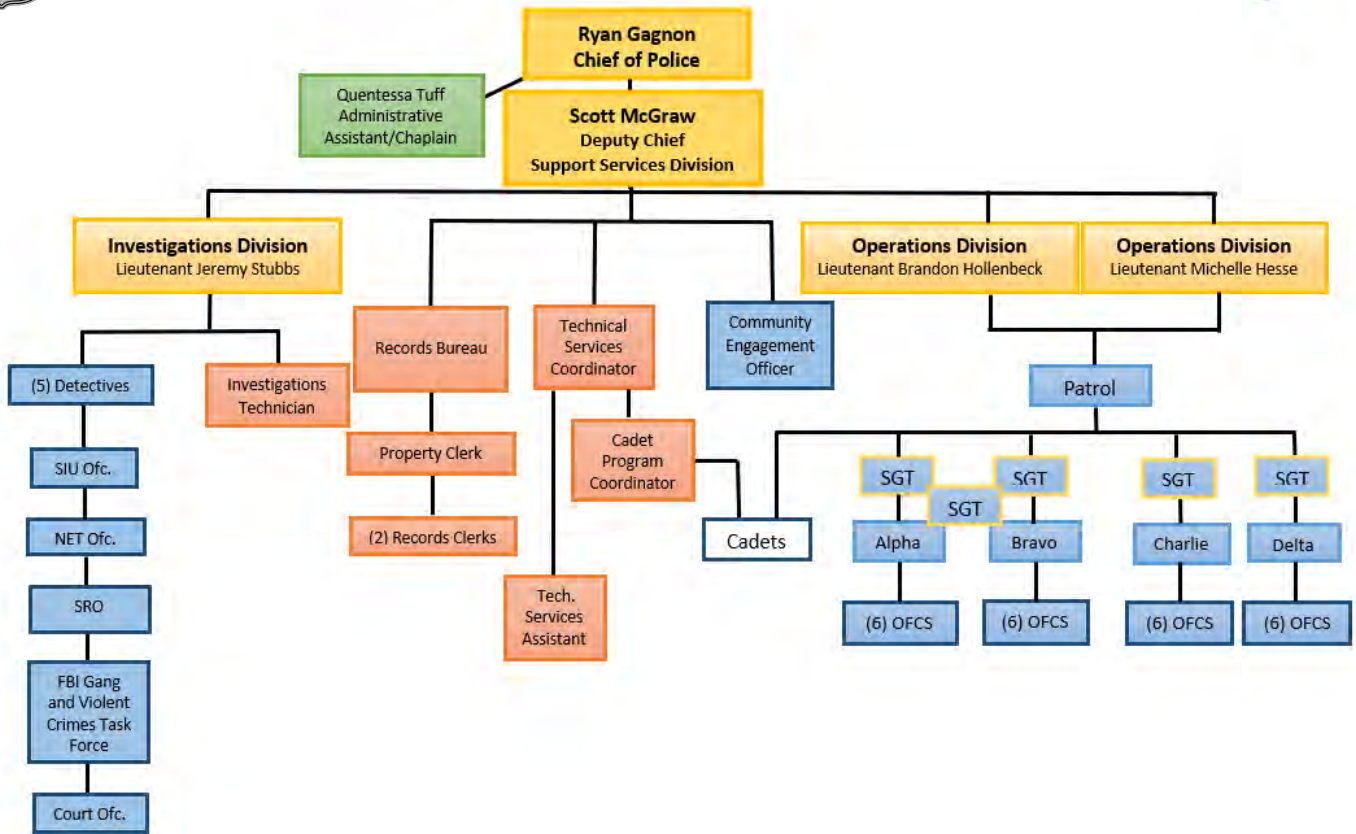 Ryan Gagnon
Chief of Police
Quentessa Tuff
Administrative
Assistant/Chaplain
Scott McGraw
Deputy Chief
Support Services Division
Investigations Division
Lieutenant Jeremy Stubbs
Operations Division
Lieutenant Brandon Hollenbeck
Operations Division
Lieutenant Michelle Hesse
(5) Detectives
Investigations
Technician
Records Bureau
Technical
Services
Coordinator
Community
Engagement
Officer
Patrol
SIU Ofc.
Property Clerk
Cadet
Program
Coordinator
SGT
SGT
SGT
SGT
SGT
NET Ofc.
(2) Records Clerks
Cadets
Alpha
Bravo
Charlie
Delta
SRO
Tech.
Services
Assistant
(6) OFCS
(6) OFCS
(6) OFCS
(6) OFCS
FBI Gang
and Violent
Crimes Task
Force
Court Ofc.